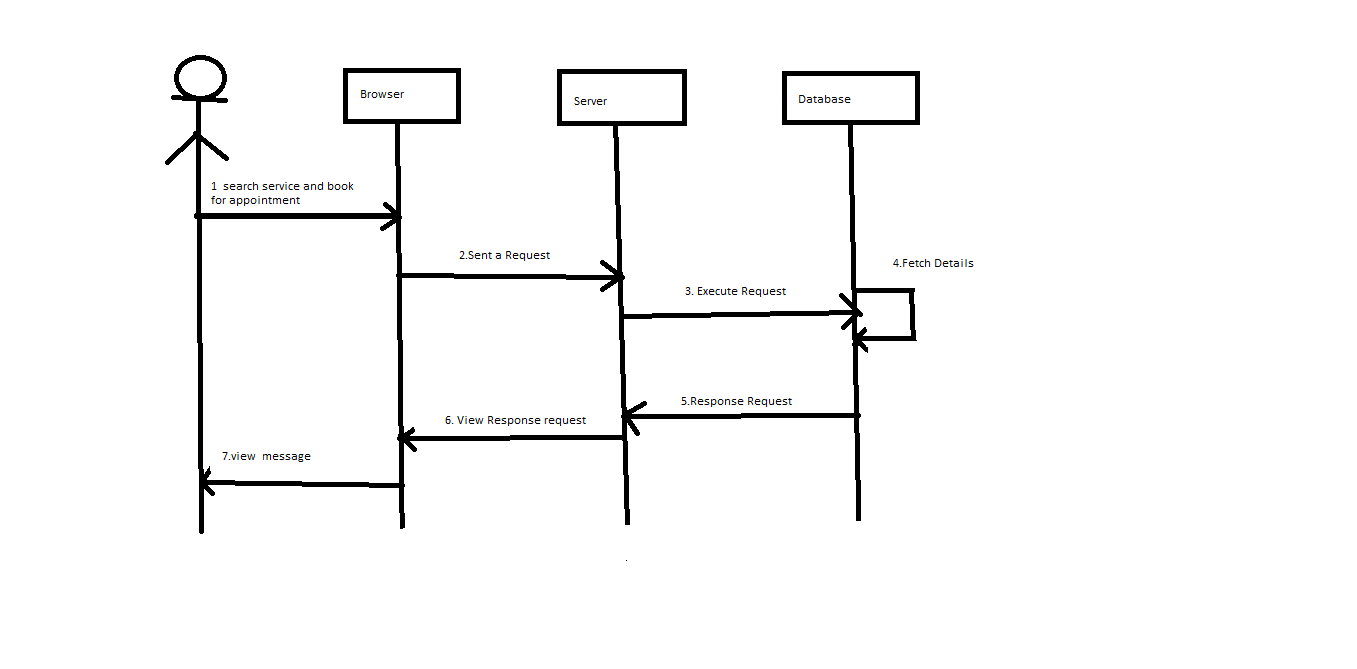 Browser
Server
Database
1  search service and book
for appointment
2.Sent a Request
4.Fetch Details
3. Execute Request
5.Response Request
6. View Response request
7.view  message